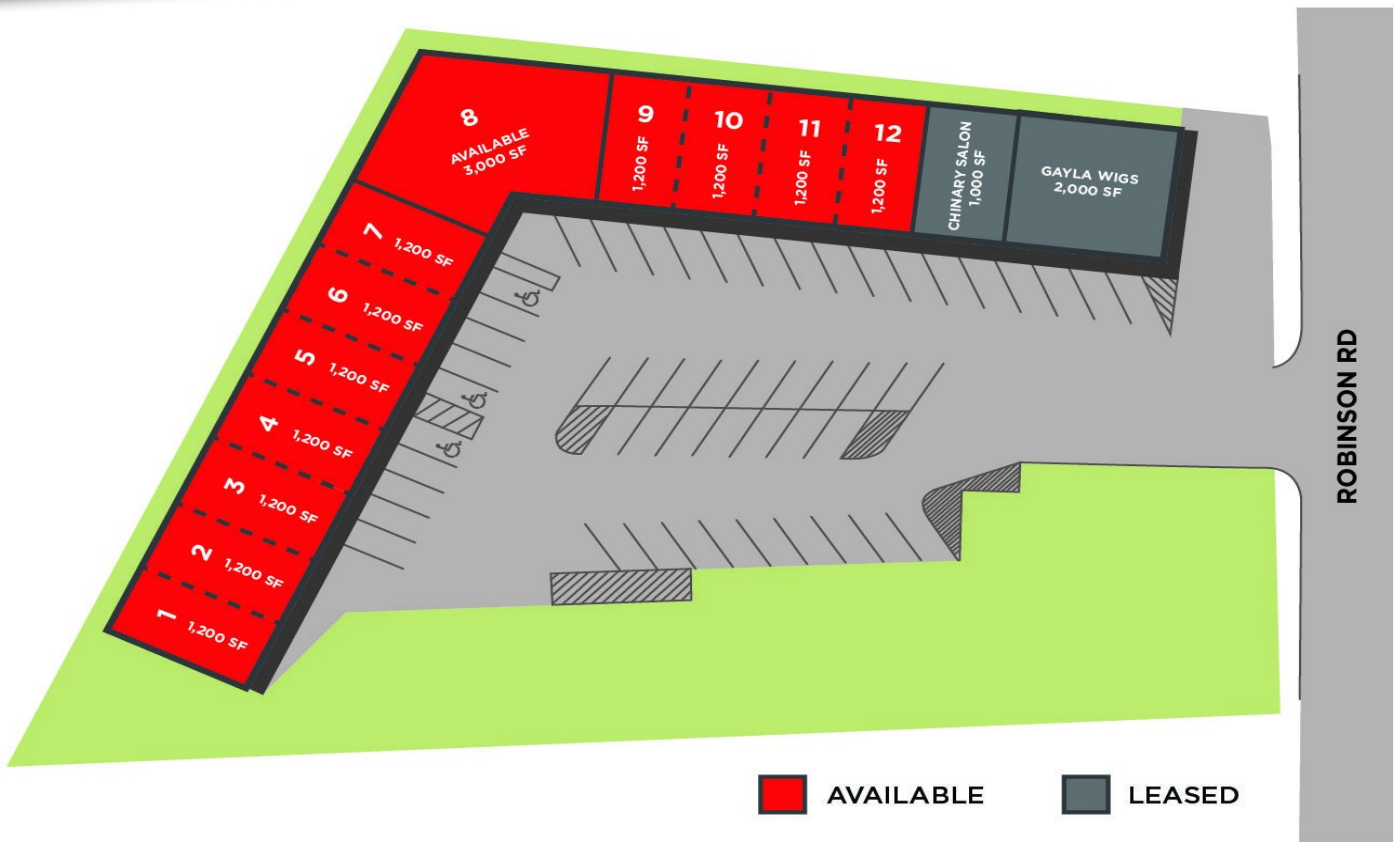 8
AVAILABLE
3,000 SF
9
1,200 SF
10
1,200 SF
11
1,200 SF
12
1,200 SF
CHINARY SALON
1,000 SF
GAYLA WIGS
2,000 SF
7
1,200 SF
6
1,200 SF
5
1,200 SF
4
1,200 SF
3
1,200 SF
2
1,200 SF
1
1,200 SF
ROBINSON RD
AVAILABLE
LEASED